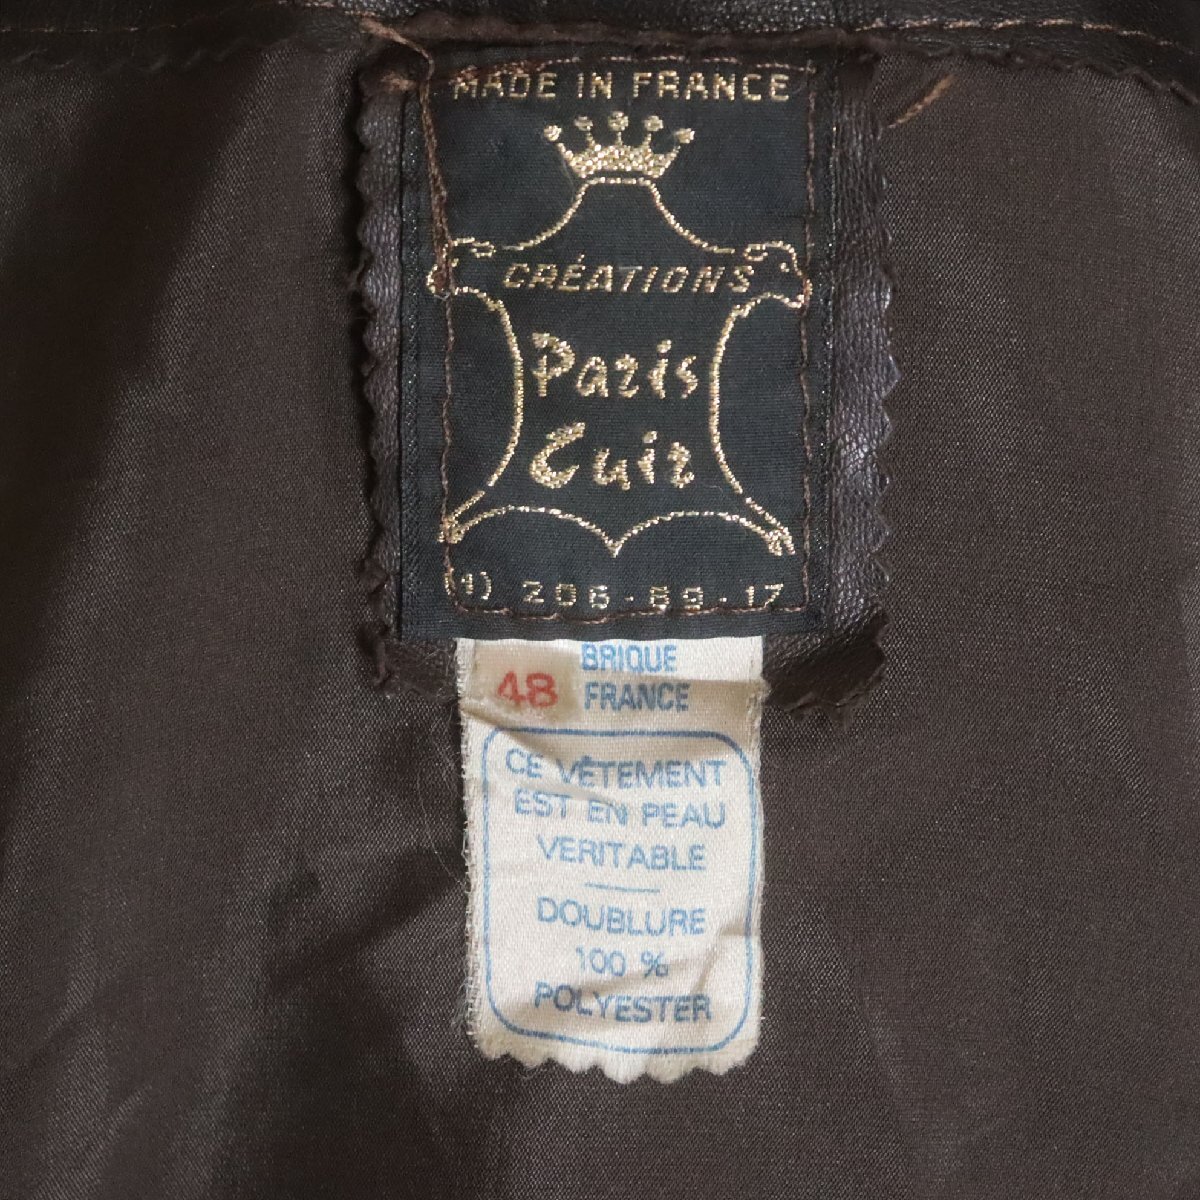 MADE IN FRANCE
CRÉATIONS
Paris
Cuir
(1) 206·69·17
BRIQUE
48 FRANCE
CE VÊTEMENT
EST EN PEAU
VERITABLE
DOUBLURE
100 %
POLYESTER